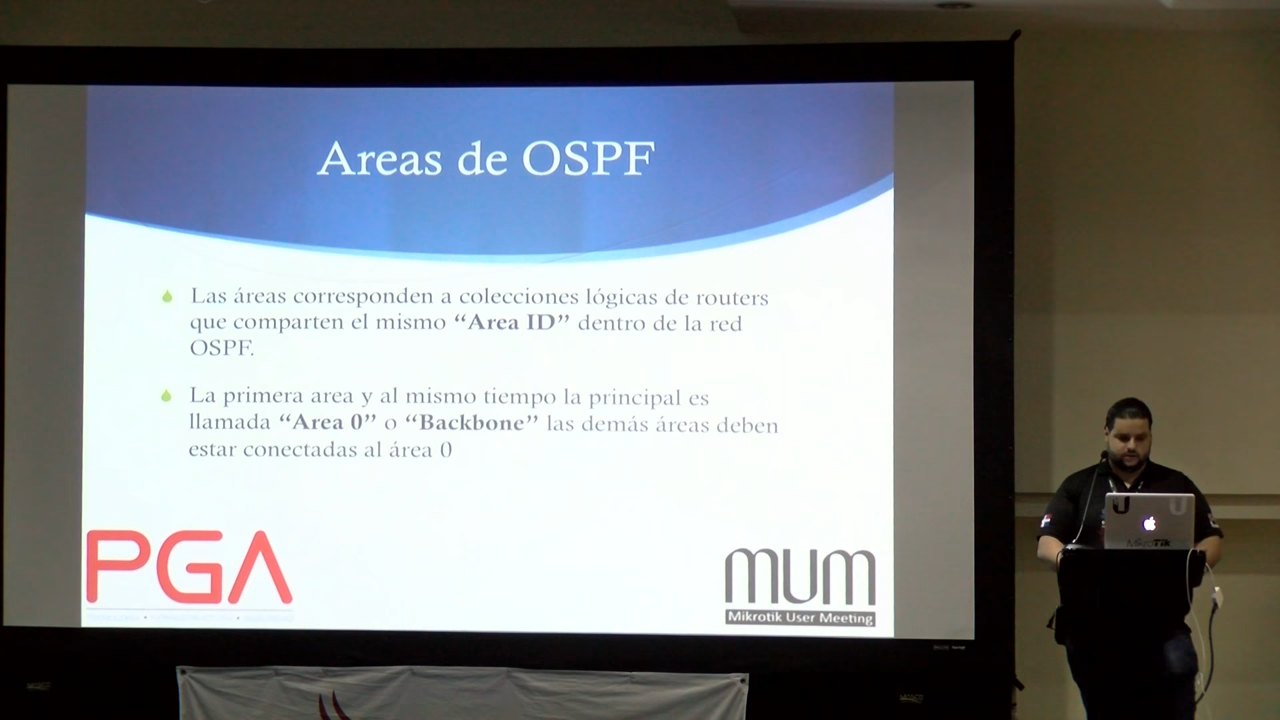 Areas de OSPF
Las áreas corresponden a colecciones lógicas de routers
que comparten el mismo “Area ID” dentro de la red
OSPF.
La primera area y al mismo tiempo la principal es
llamada “Area 0” o “Backbone” las demás áreas deben
estar conectadas al área 0
PGA
mum
Mikrotik User Meeting
MikroTik